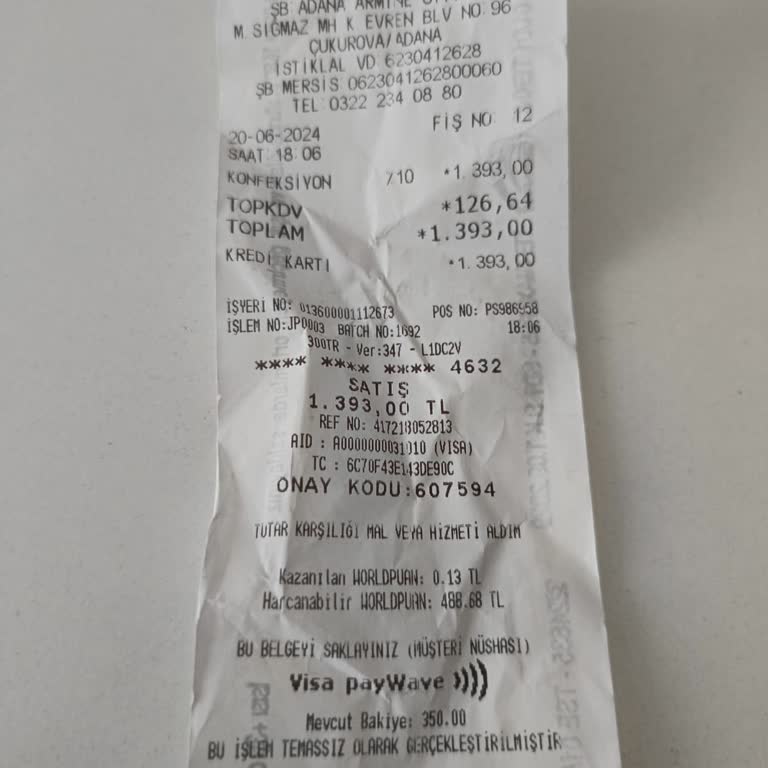 ŞB ADANA ARMİNE
M. SIĞMAZ MH K EVREN BLV NO: 96
ÇUKUROVA/ADANA
İSTİKLAL VD 6230412628
ŞB MERSİS 0623041262800060
TEL: 0322 234 08 80
20-06-2024 FİŞ NO: 12
SAAT 18:06
KONFEKSİYON %10 *1.393,00
TOPKDV *126,64
TOPLAM *1.393,00
KREDİ KARTI *1.393,00
İŞYERİ NO: 013600001112673 POS NO: PS986958
İŞLEM NO:JP0003 BATCH NO:1692 18:06
300TR - Ver:347 - L1DC2V
**** **** **** 4632
SATIŞ
1.393,00 TL
REF NO: 417218052813
AID : A0000000031010 (VISA)
TC : 6C70F43E143DE90C
ONAY KODU:607594
TUTAR KARŞILIĞI MAL VEYA HİZMETİ ALDIM
Kazanılan WORLDPUAN: 0.13 TL
Harcanabilir WORLDPUAN: 488.68 TL
BU BELGEYİ SAKLAYINIZ (MÜŞTERİ NÜSHASI)
Visa payWave
Mevcut Bakiye: 350.00
BU İŞLEM TEMASSIZ OLARAK GERÇEKLEŞTİRİLMİŞTİR